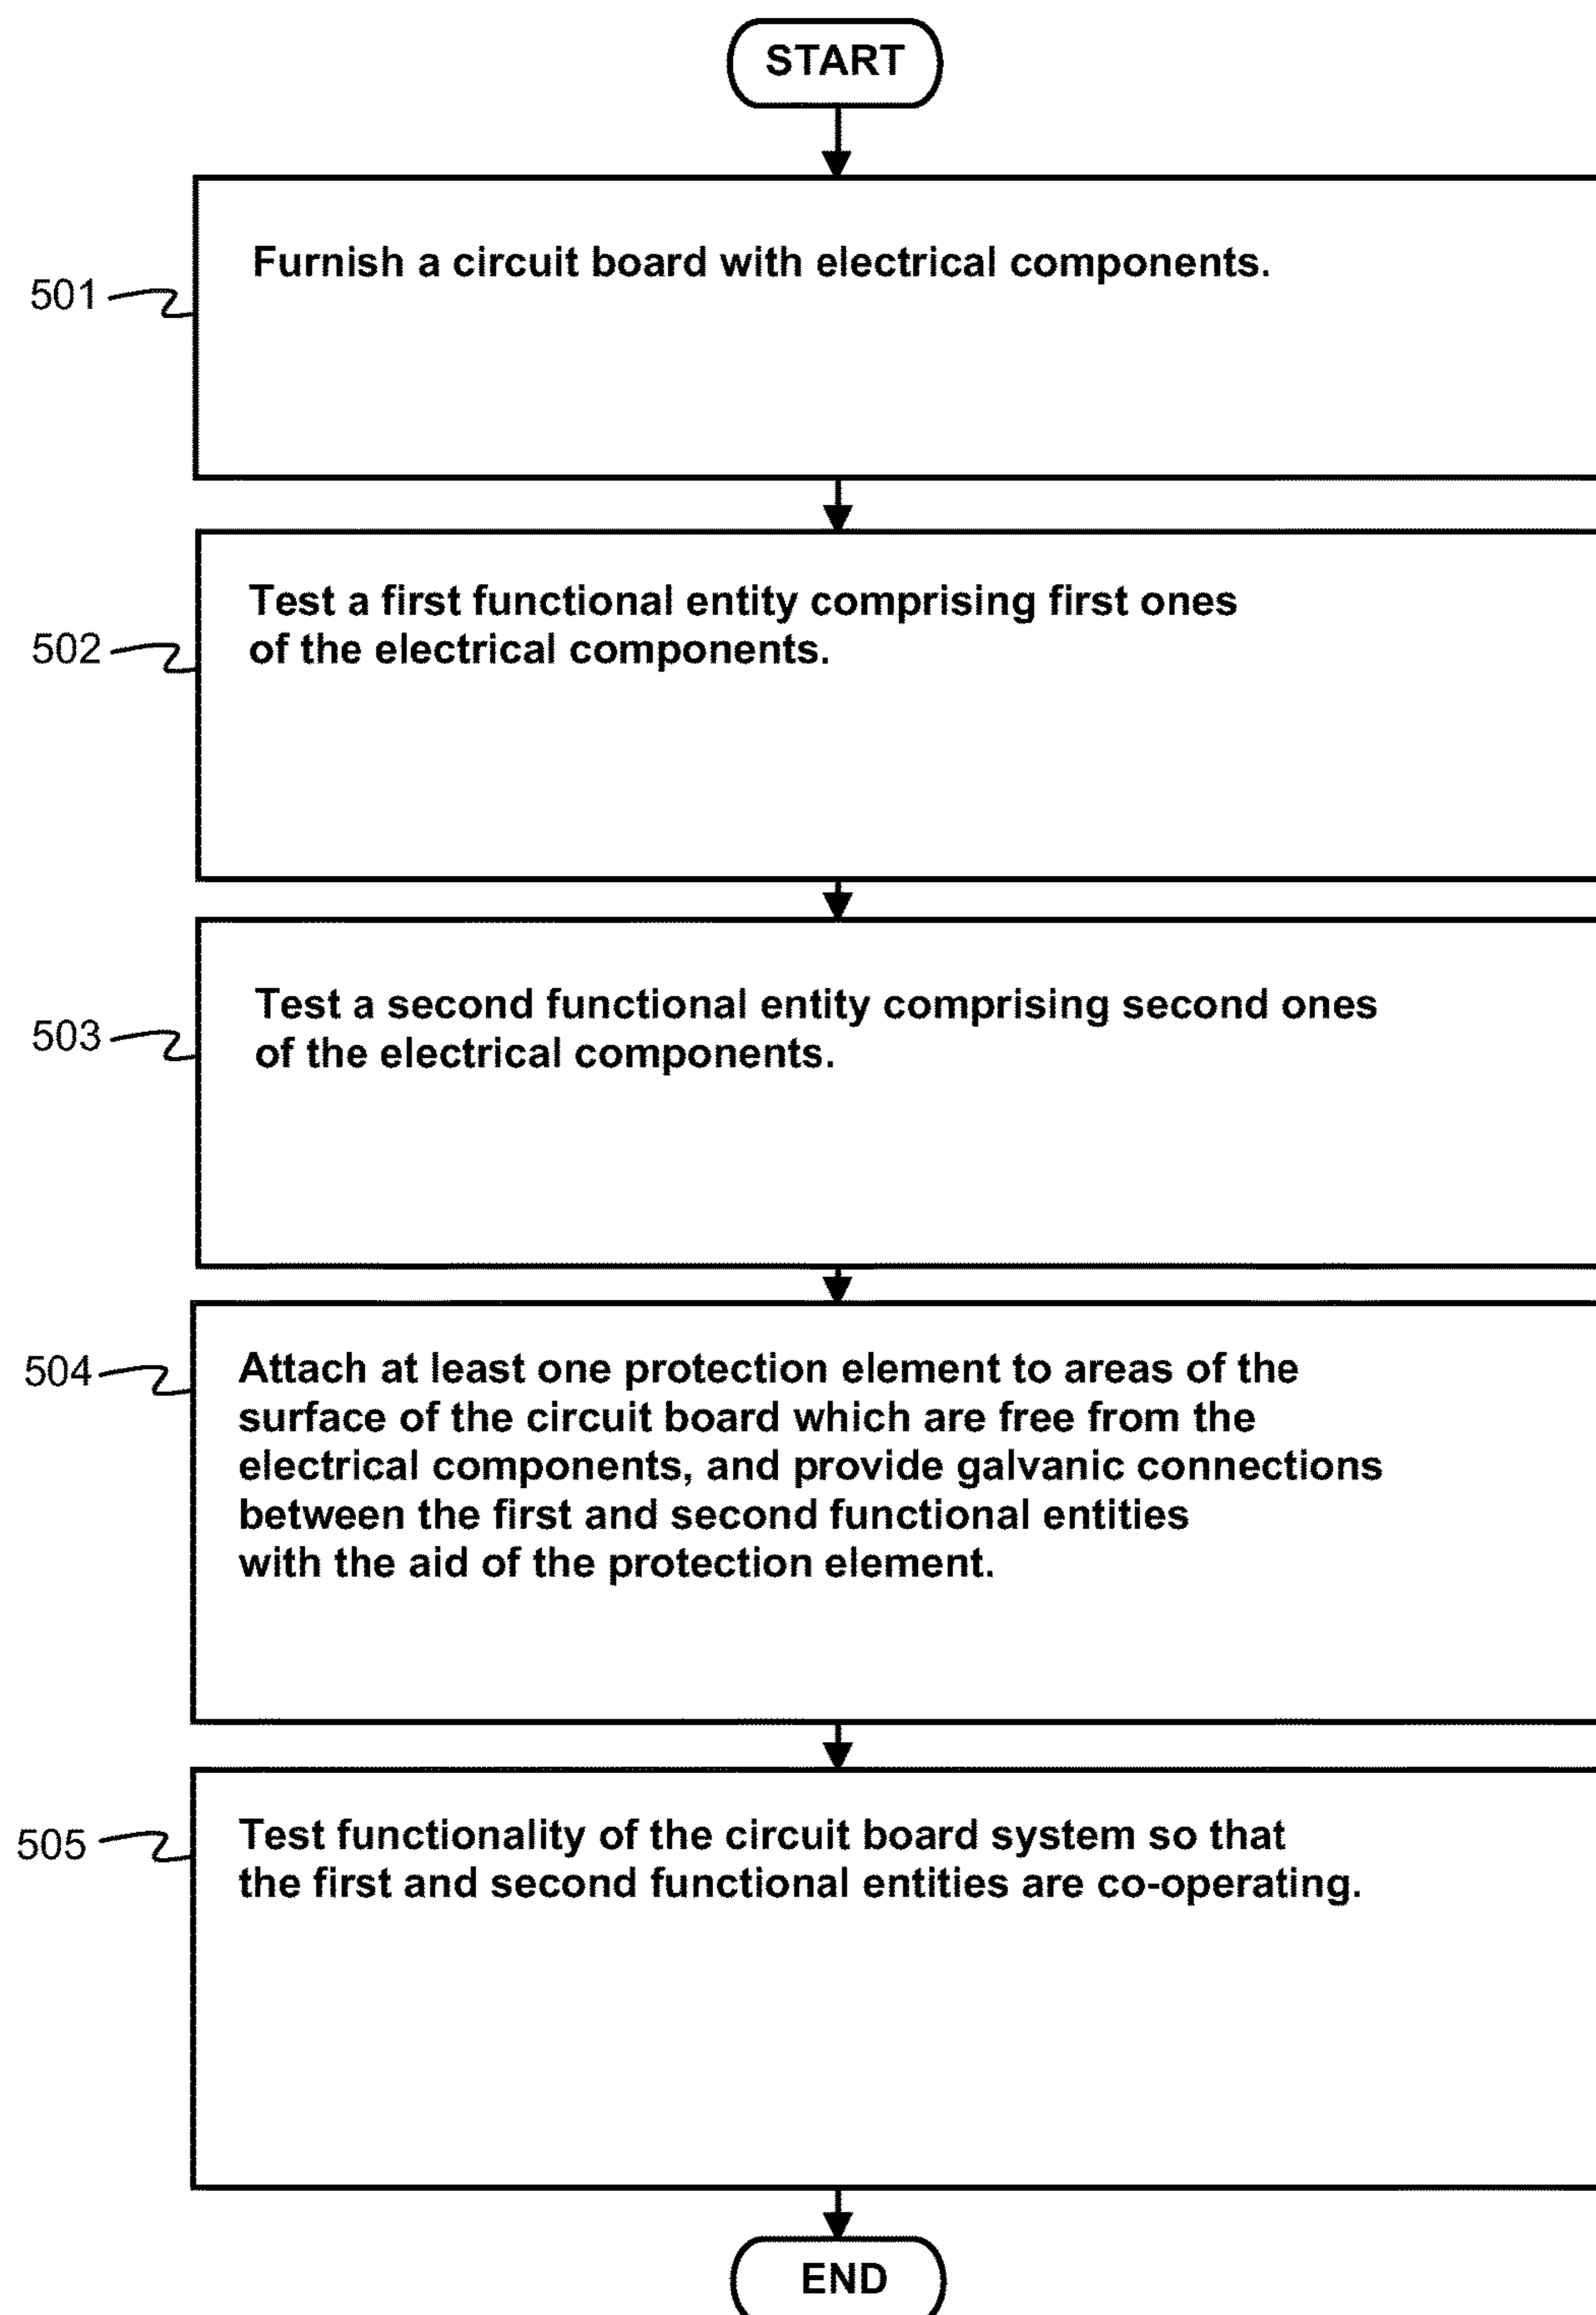 START
Furnish a circuit board with electrical components.
501
Test a first functional entity comprising first ones
of the electrical components.
502
Test a second functional entity comprising second ones
of the electrical components.
503
504
Attach at least one protection element to areas of the
surface of the circuit board which are free from the
electrical components, and provide galvanic connections
between the first and second functional entities
with the aid of the protection element.
505
Test functionality of the circuit board system so that
the first and second functional entities are co-operating.
END